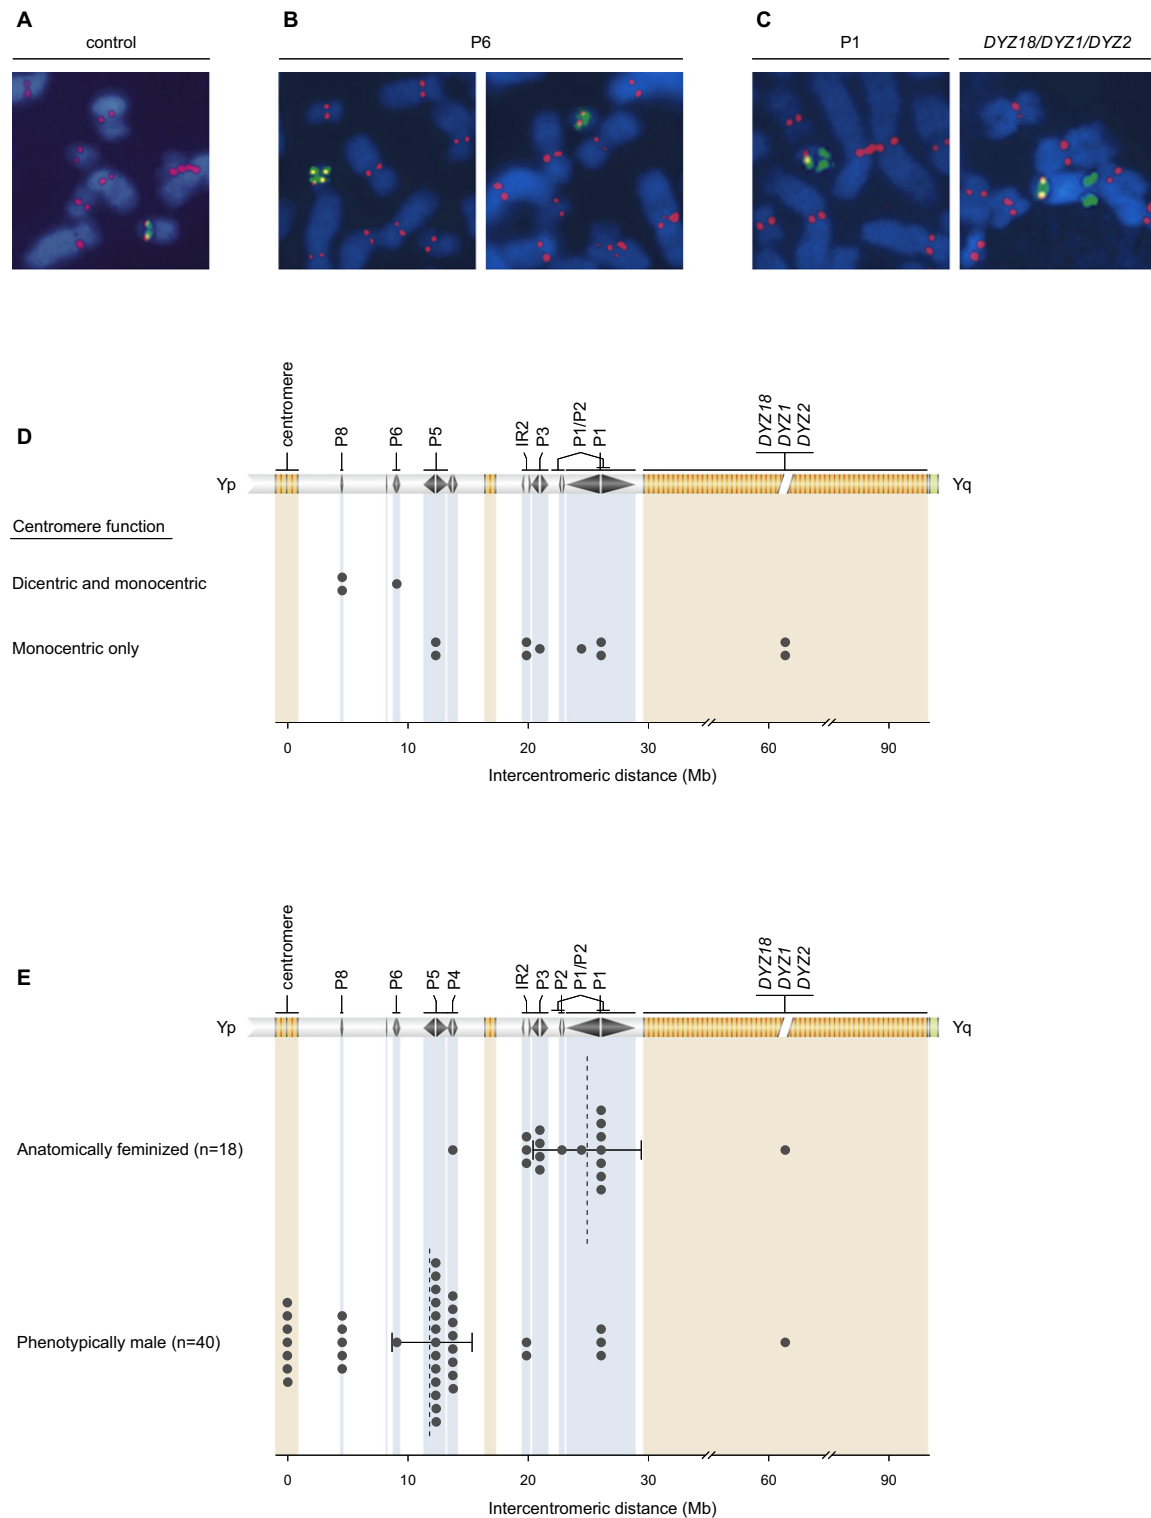 A
control
B
P6
C
P1
DYZ18/DYZ1/DYZ2
D
centromere
P8
P6
P5
IR2
P3
P1/P2
P1
DYZ18
DYZ1
DYZ2
Yp
Yq
Centromere function
Dicentric and monocentric
Monocentric only
0 10 20 30 60 90
Intercentromeric distance (Mb)
E
centromere
P8
P6
P5
P4
IR2
P3
P2
P1/P2
P1
DYZ18
DYZ1
DYZ2
Yp
Yq
Anatomically feminized (n=18)
Phenotypically male (n=40)
0 10 20 30 60 90
Intercentromeric distance (Mb)